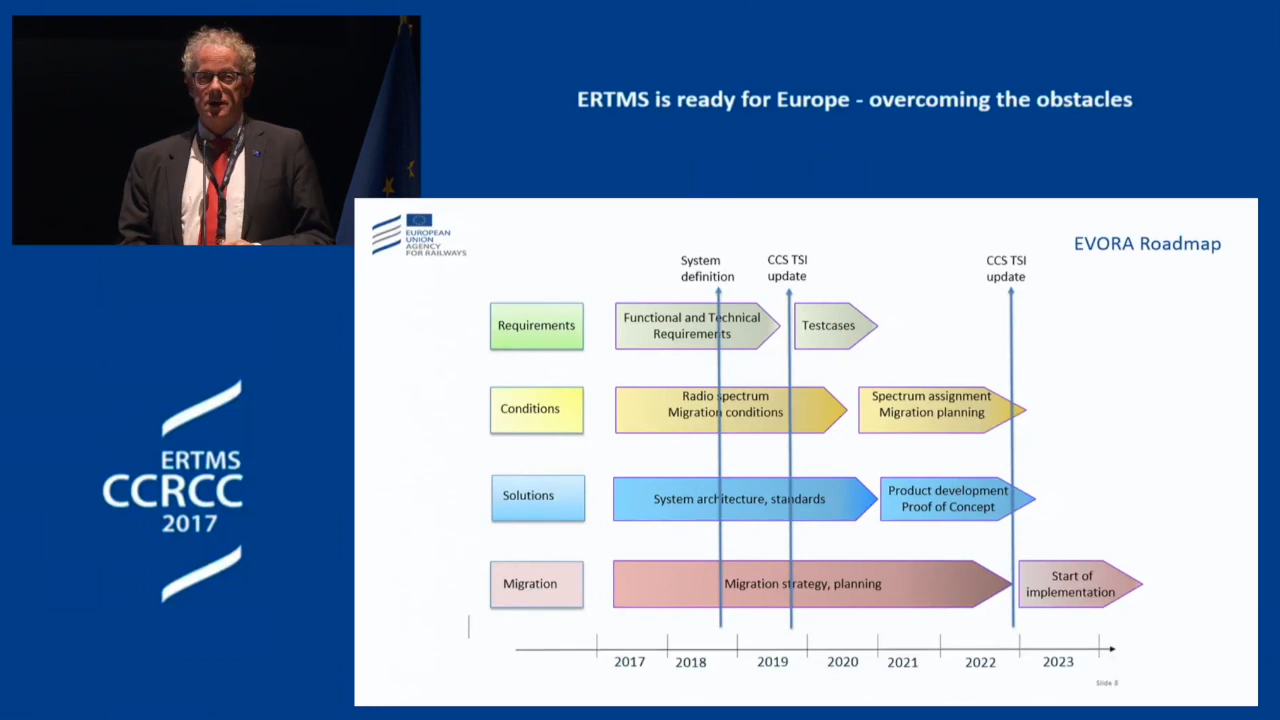 ERTMS is ready for Europe - overcoming the obstacles
EUROPEAN
UNION
AGENCY
FOR RAILWAYS
EVORA Roadmap
System
definition
CCS TSI
update
CCS TSI
update
Requirements
Functional and Technical
Requirements
Testcases
Conditions
Radio spectrum
Migration conditions
Spectrum assignment
Migration planning
Solutions
System architecture, standards
Product development
Proof of Concept
Migration
Migration strategy, planning
Start of
implementation
2017
2018
2019
2020
2021
2022
2023
Slide 8
ERTMS
CCRCC
2017